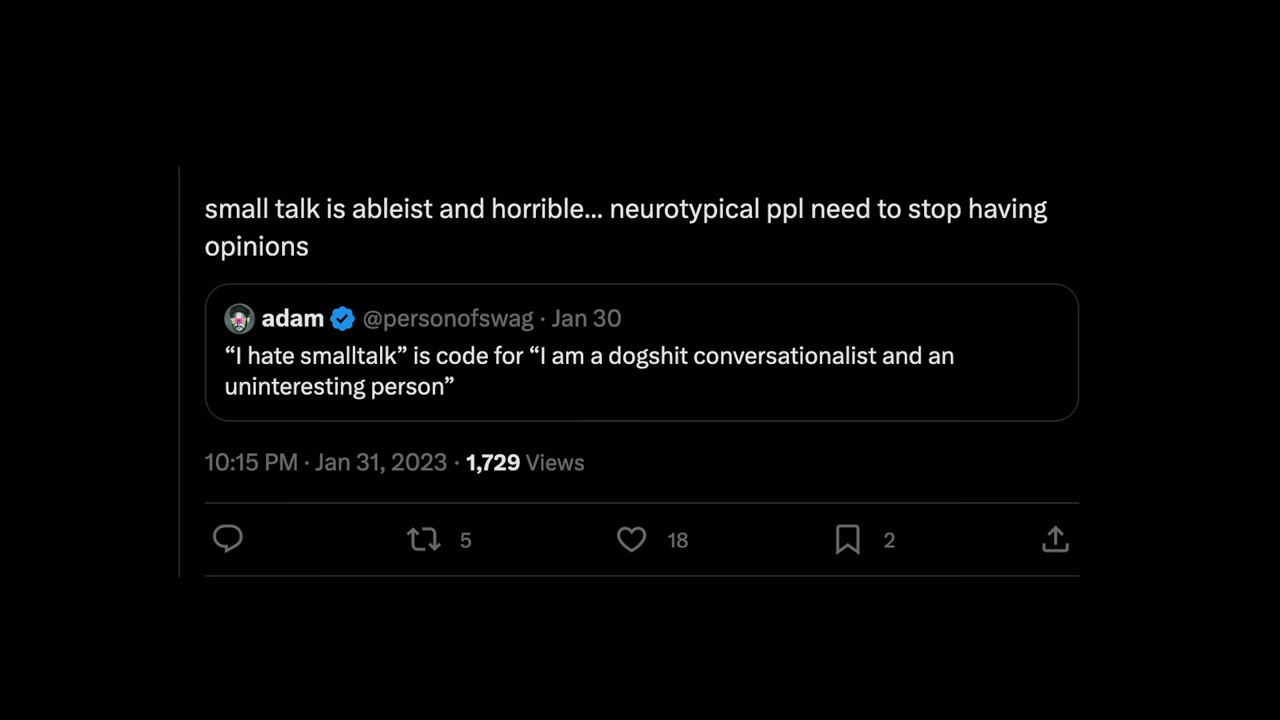 small talk is ableist and horrible... neurotypical ppl need to stop having
opinions
adam @personofswag · Jan 30
“I hate smalltalk” is code for “I am a dogshit conversationalist and an
uninteresting person”
10:15 PM · Jan 31, 2023 · 1,729 Views
5 18 2